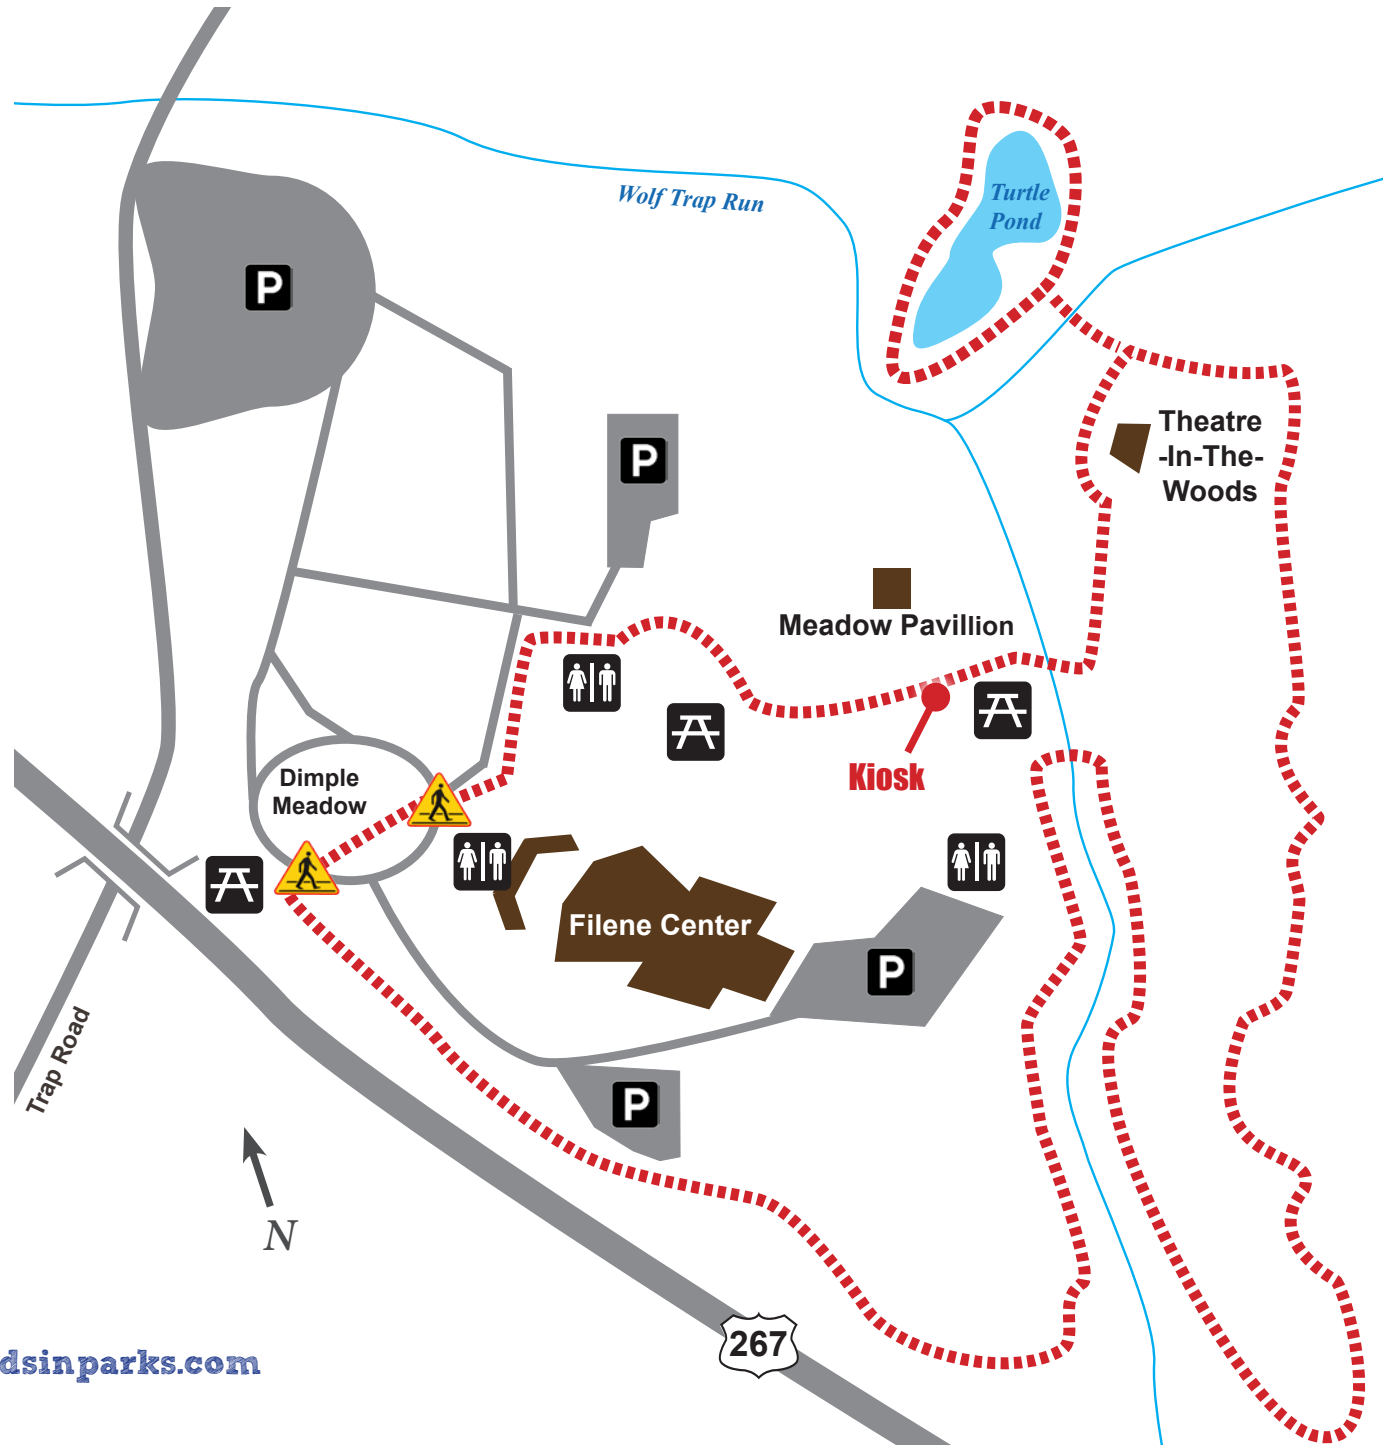 Wolf Trap Run
Turtle
Pond
P
P
Theatre
-In-The-
Woods
Meadow Pavillion
Kiosk
Dimple
Meadow
Filene Center
P
P
Trap Road
N
267
dsinparks.com